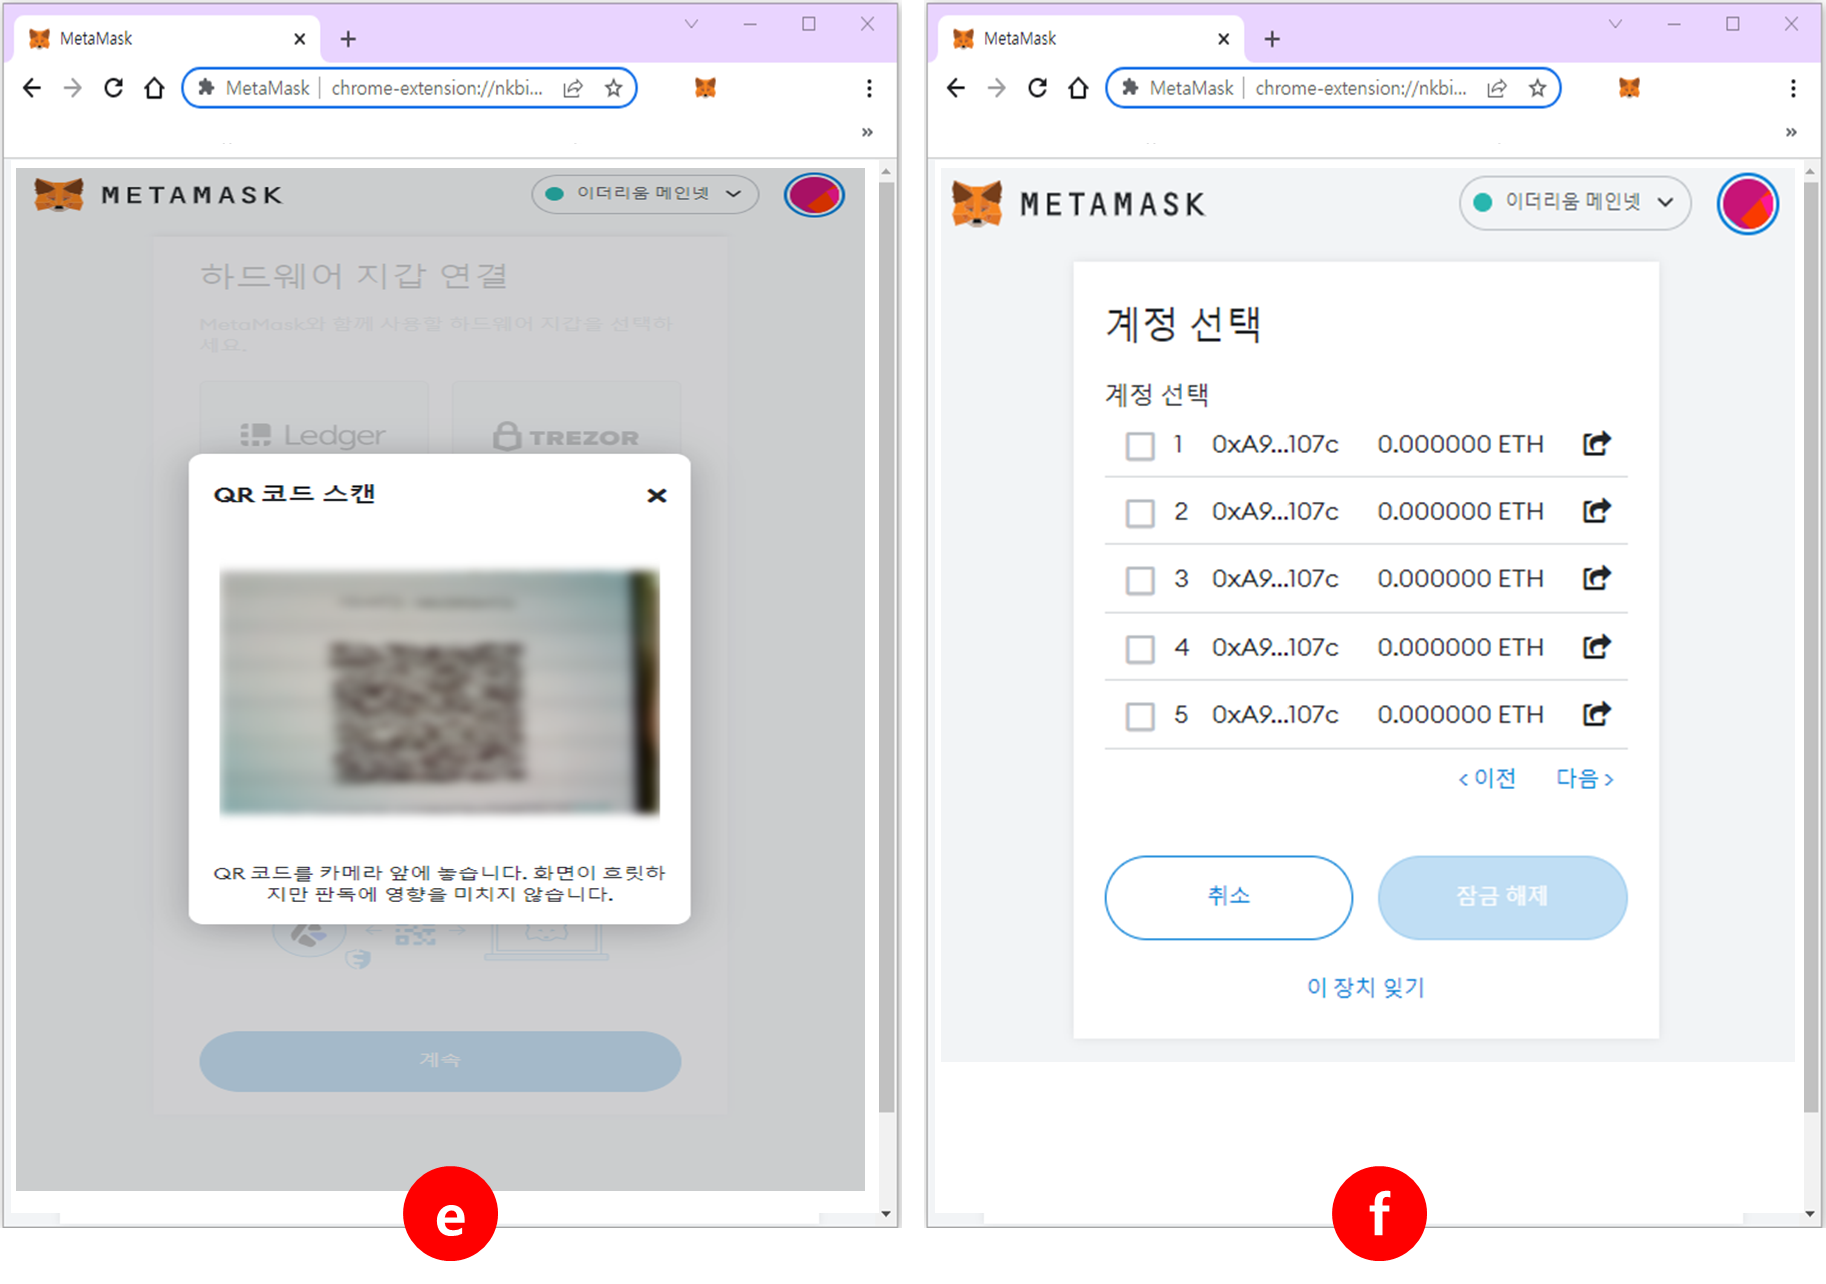 MetaMask
MetaMask | chrome-extension://nkbi...
»
METAMASK
이더리움 메인넷
하드웨어 지갑 연결
MetaMask와 함께 사용할 하드웨어 지갑을 선택하
세요.
Ledger
TREZOR
QR 코드 스캔
QR 코드를 카메라 앞에 놓습니다. 화면이 흐릿하
지만 판독에 영향을 미치지 않습니다.
계속
e
MetaMask
MetaMask | chrome-extension://nkbi...
»
METAMASK
이더리움 메인넷
계정 선택
계정 선택
1 0xA9...107c 0.000000 ETH
2 0xA9...107c 0.000000 ETH
3 0xA9...107c 0.000000 ETH
4 0xA9...107c 0.000000 ETH
5 0xA9...107c 0.000000 ETH
< 이전 다음 >
취소 잠금 해제
이 장치 잊기
f